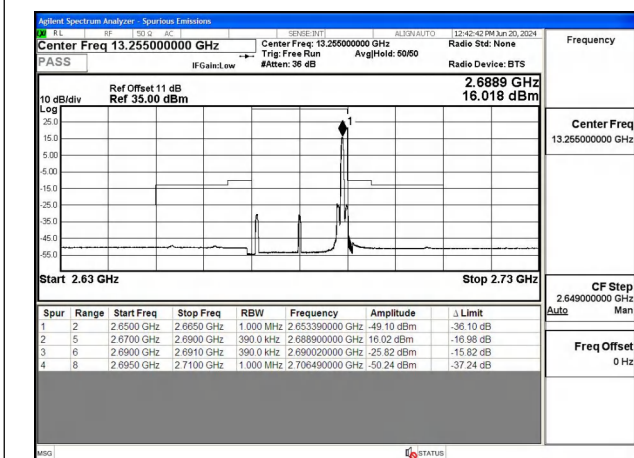 Agilent Spectrum Analyzer - Spurious Emissions
RL RF 50 Ω AC SENSE:INT ALIGN AUTO 12:42:42 PM Jun 20, 2024
Center Freq 13.255000000 GHz Center Freq: 13.255000000 GHz Radio Std: None
Trig: Free Run Avg|Hold: 50/50
PASS IFGain:Low #Atten: 36 dB Radio Device: BTS
Frequency
Ref Offset 11 dB 2.6889 GHz
10 dB/div Ref 35.00 dBm 16.018 dBm
Log
25.0
1
15.0
5.00
-5.00
-15.0
-25.0
-35.0
-45.0
-55.0
Start 2.63 GHz Stop 2.73 GHz
Center Freq
13.255000000 GHz
CF Step
2.649000000 GHz
Auto Man
Freq Offset
0 Hz
Spur Range Start Freq Stop Freq RBW Frequency Amplitude Δ Limit
1 2 2.6500 GHz 2.6650 GHz 1.000 MHz 2.653390000 GHz -49.10 dBm -36.10 dB
2 5 2.6700 GHz 2.6900 GHz 390.0 kHz 2.688900000 GHz 16.02 dBm -16.98 dB
3 6 2.6900 GHz 2.6910 GHz 390.0 kHz 2.690020000 GHz -25.82 dBm -15.82 dB
4 8 2.6950 GHz 2.7100 GHz 1.000 MHz 2.706490000 GHz -50.24 dBm -37.24 dB
MSG STATUS